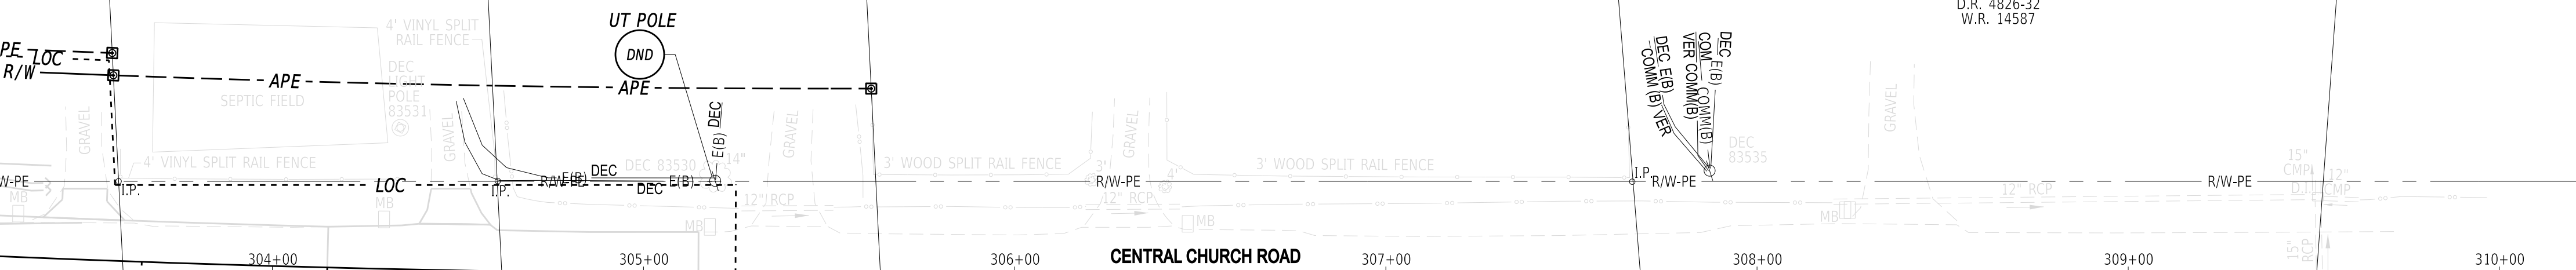 D.R. 4826-32
W.R. 14587
UT POLE
DND
4' VINYL SPLIT
RAIL FENCE
PE
LOC
R/W
APE
APE
DEC
LIGHT
POLE
83531
SEPTIC FIELD
GRAVEL
GRAVEL
GRAVEL
GRAVEL
GRAVEL
DEC E(B)
COM COMM(B)
VER COMM(B)
DEC E(B)
COMM(B) VER
E(B) DEC
DEC
83535
4' VINYL SPLIT RAIL FENCE
DEC 83530
14"
3' WOOD SPLIT RAIL FENCE
3'
4'
3' WOOD SPLIT RAIL FENCE
15"
CMP
12"
CMP
D.I.
W-PE
I.P.
LOC
I.P.
E(B) DEC
DEC E(B)
R/W-PE
I.P.
R/W-PE
R/W-PE
MB
MB
MB
12" RCP
12" RCP
MB
MB
12" RCP
15"
RCP
304+00
305+00
306+00
CENTRAL CHURCH ROAD
307+00
308+00
309+00
310+00